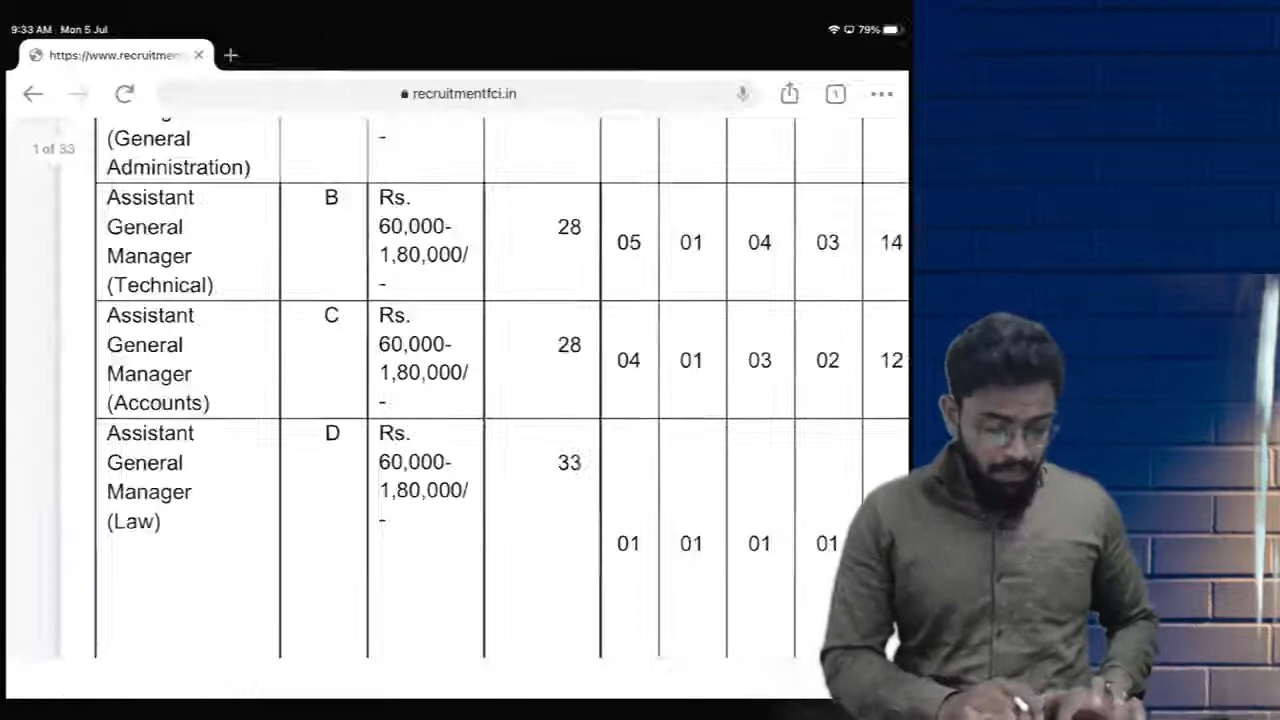 9:33 AM Mon 5 Jul
79%
https://www.recruitmen
recruitmentfci.in
1
1 of 33
(General
Administration)
-
Assistant
General
Manager
(Technical)
B
Rs.
60,000-
1,80,000/
-
28
05 01 04 03 14
Assistant
General
Manager
(Accounts)
C
Rs.
60,000-
1,80,000/
-
28
04 01 03 02 12
Assistant
General
Manager
(Law)
D
Rs.
60,000-
1,80,000/
-
33
01 01 01 01